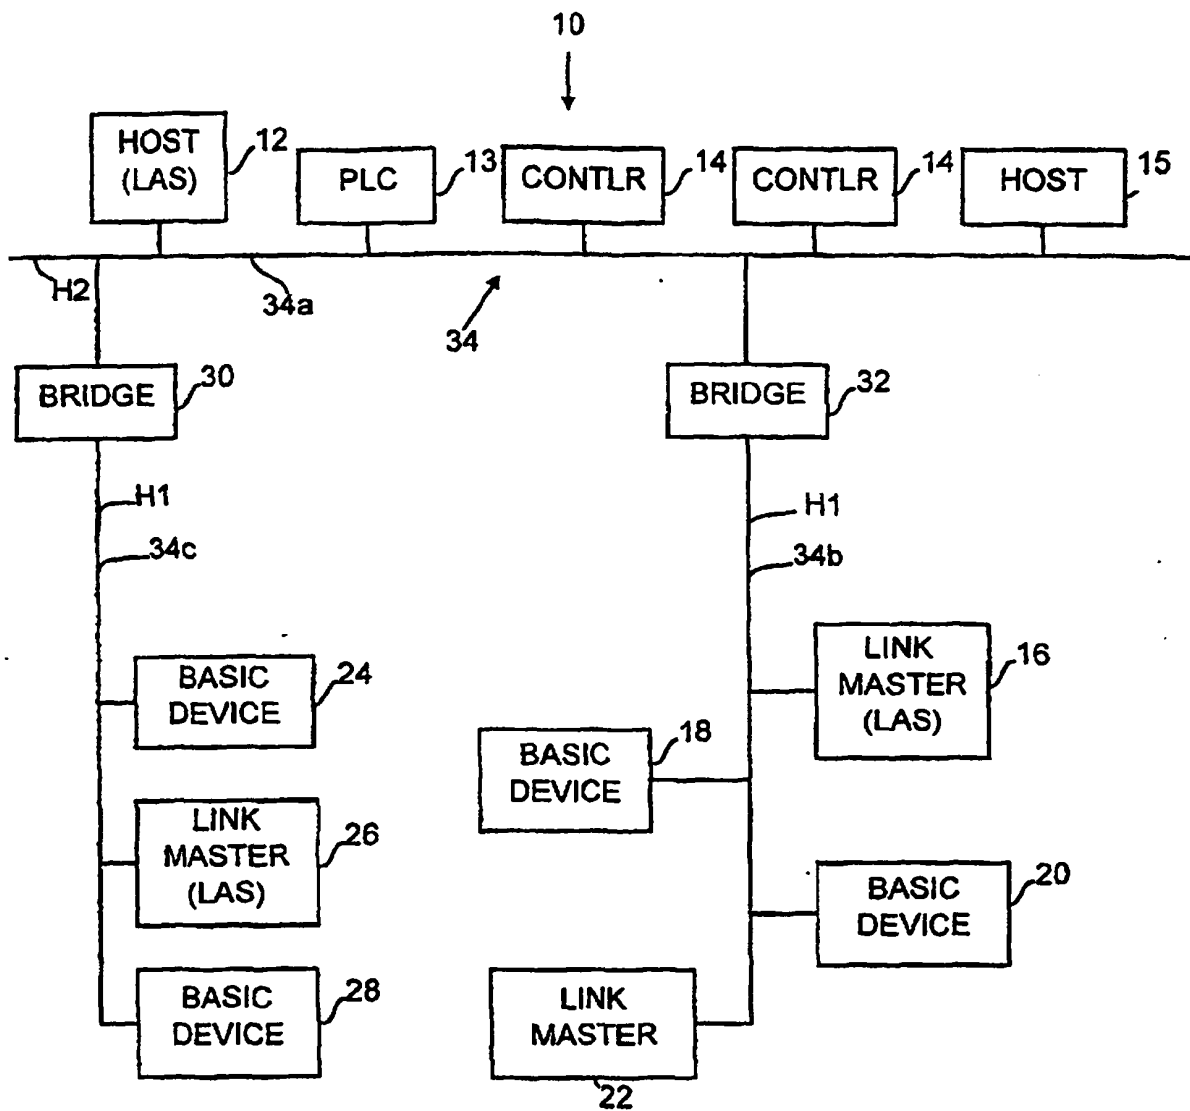 10
HOST
(LAS)
12
PLC
13
CONTLR
14
CONTLR
14
HOST
15
H2
34a
34
BRIDGE
30
BRIDGE
32
H1
34c
H1
34b
BASIC
DEVICE
24
LINK
MASTER
(LAS)
16
BASIC
DEVICE
18
LINK
MASTER
(LAS)
26
BASIC
DEVICE
20
BASIC
DEVICE
28
LINK
MASTER
22